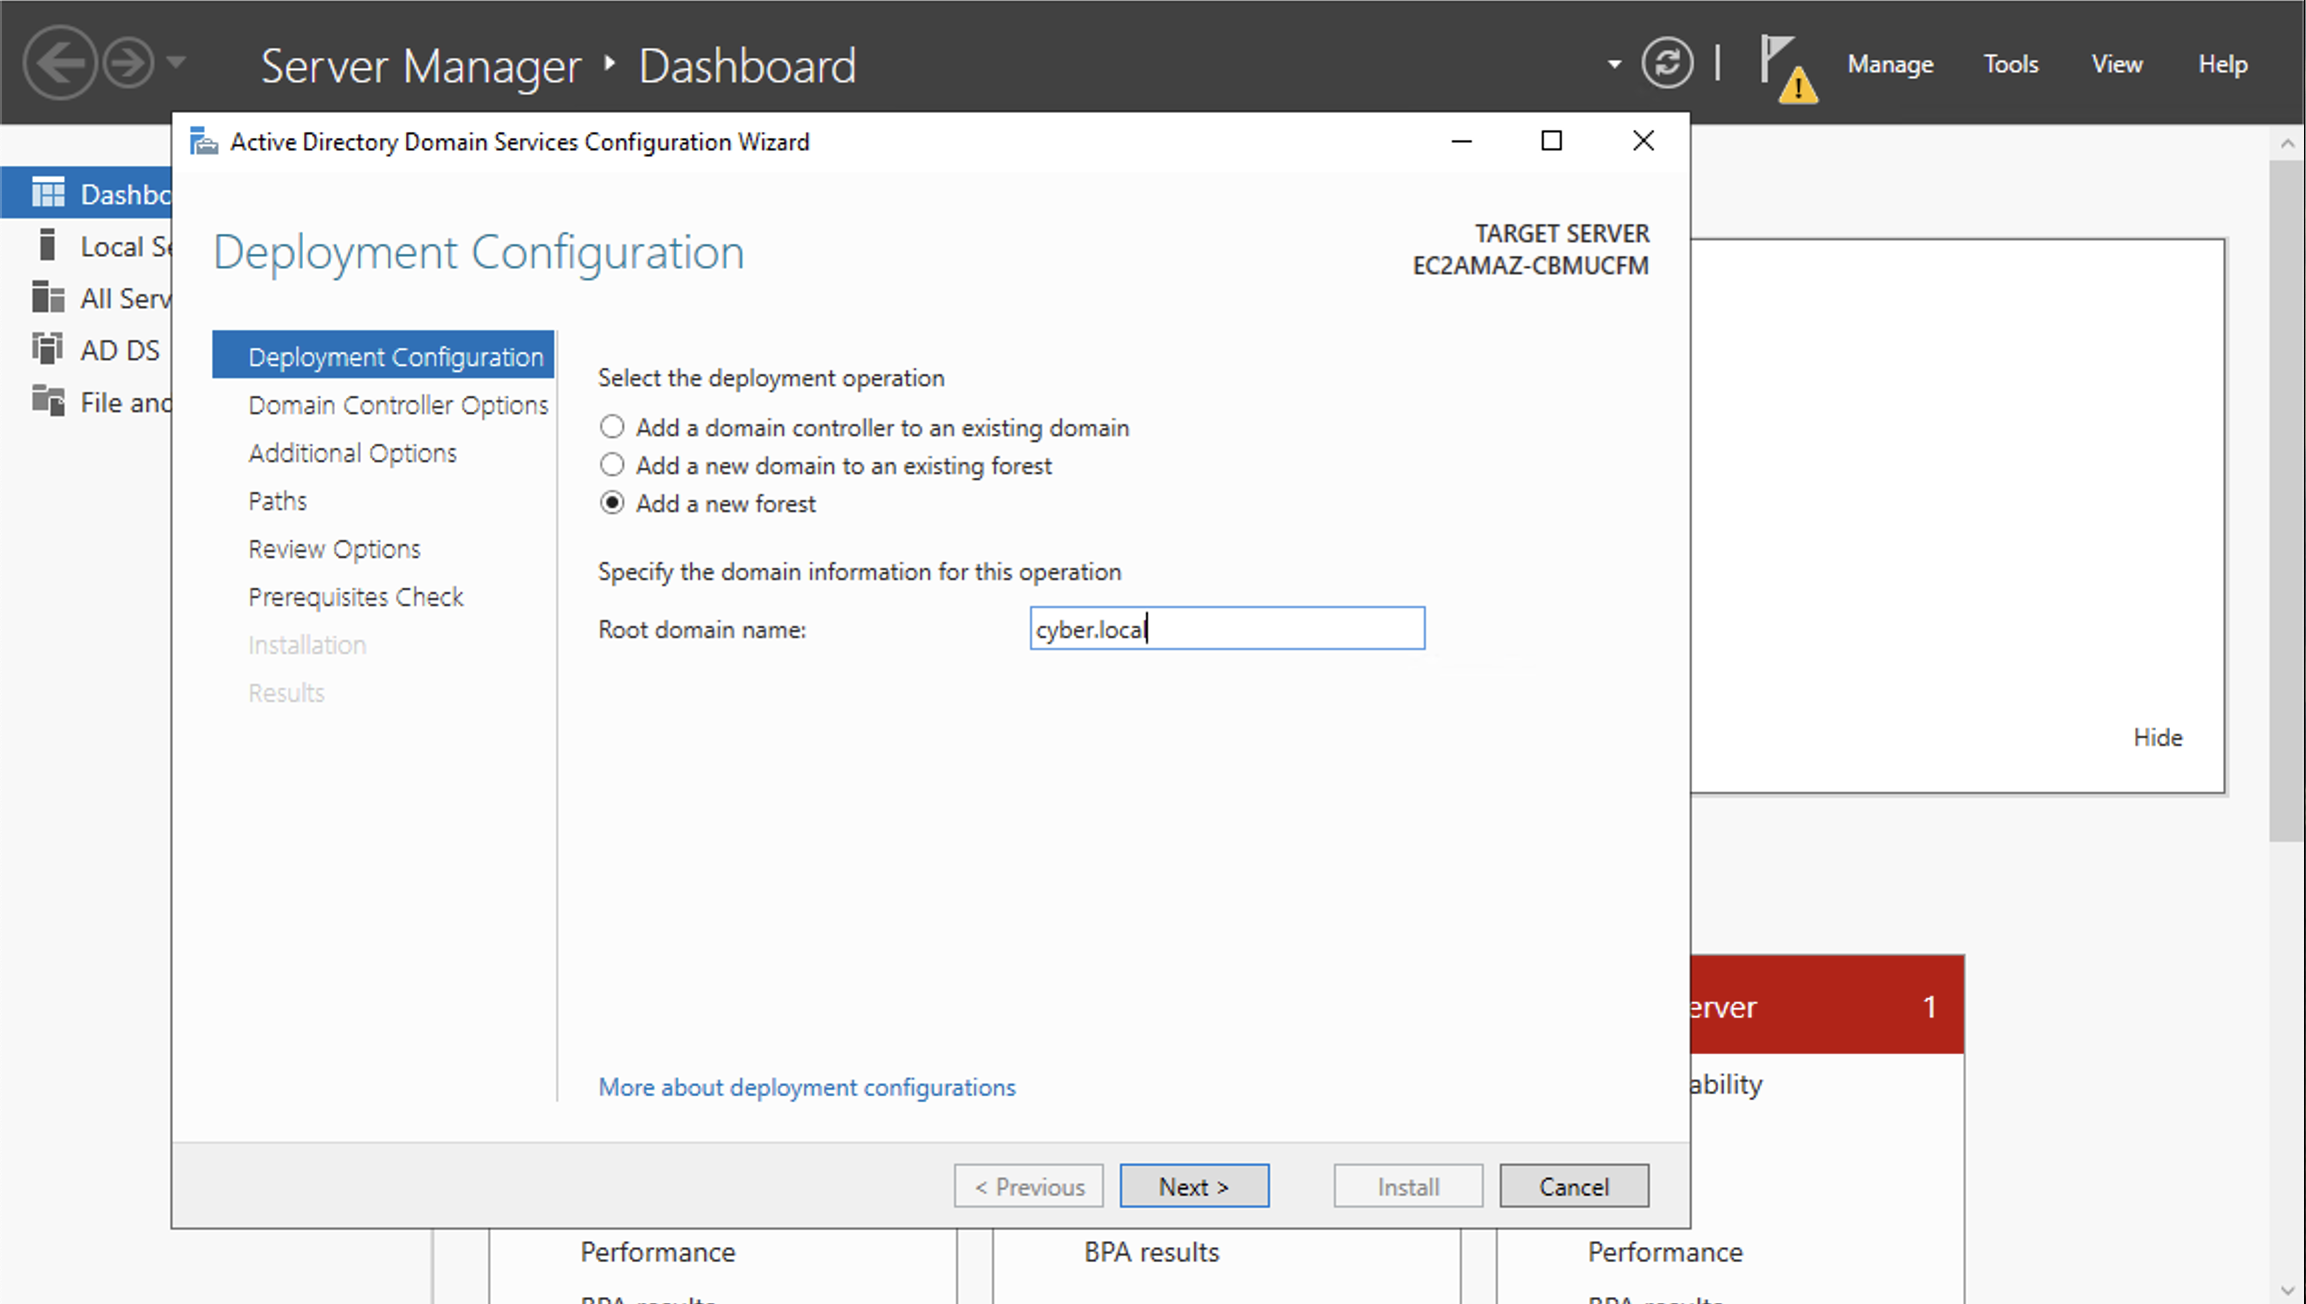 Server Manager
Dashboard
Manage
Tools
View
Help
Active Directory Domain Services Configuration Wizard
Dashbo
Local Se
All Serv
AD DS
File and
Deployment Configuration
TARGET SERVER
EC2AMAZ-CBMUCFM
Deployment Configuration
Domain Controller Options
Additional Options
Paths
Review Options
Prerequisites Check
Installation
Results
Select the deployment operation
Add a domain controller to an existing domain
Add a new domain to an existing forest
Add a new forest
Specify the domain information for this operation
Root domain name:
cyber.local
More about deployment configurations
Hide
erver 1
ability
< Previous
Next >
Install
Cancel
Performance
BPA results
Performance
BPA results
BPA results